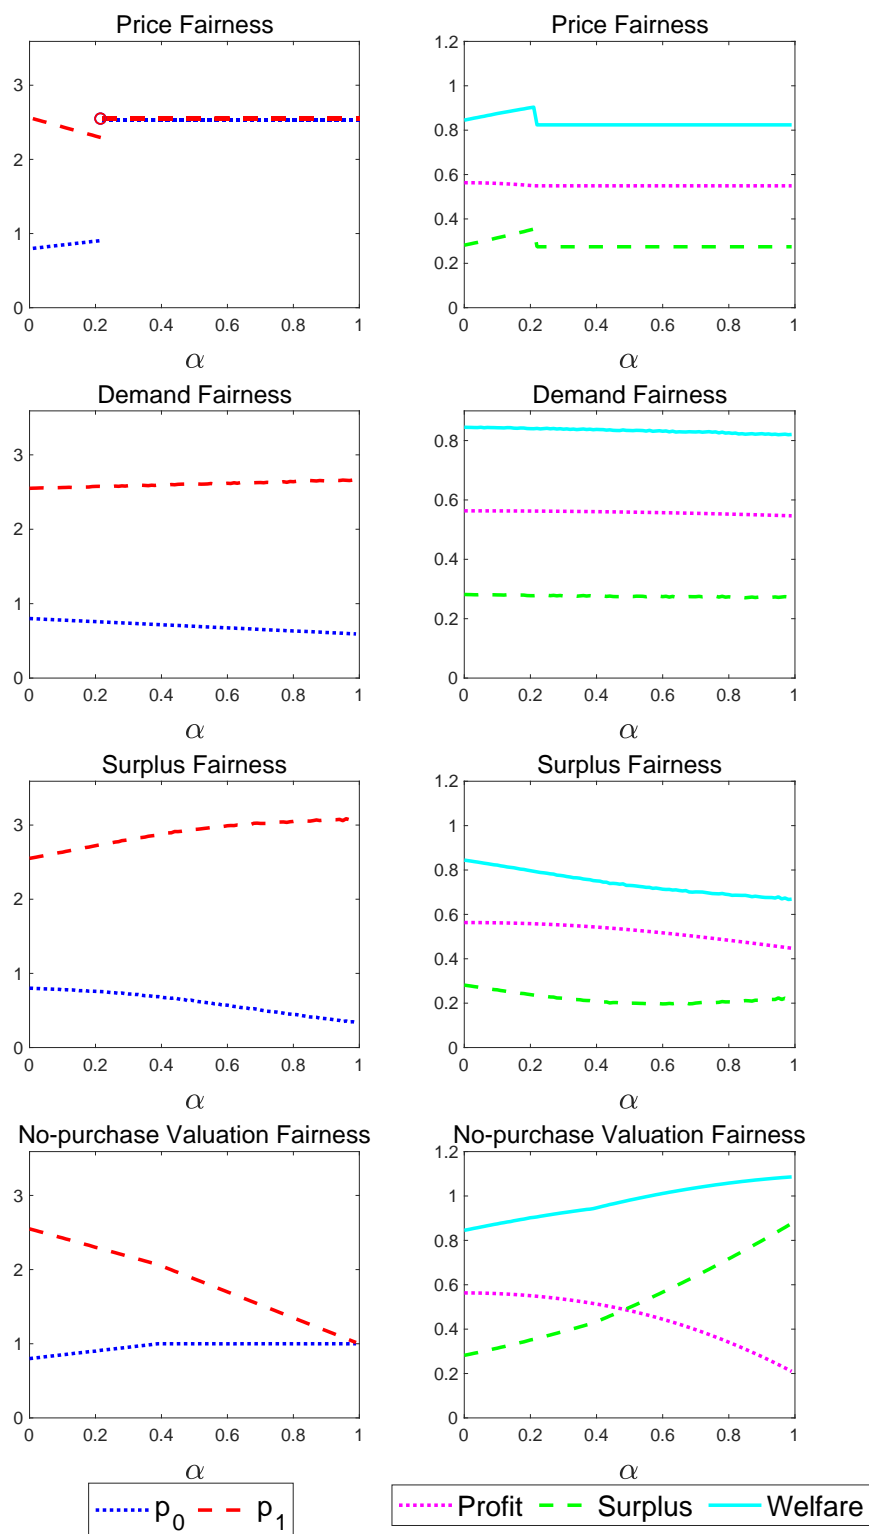 Price Fairness
3
2
1
0
0 0.2 0.4 0.6 0.8 1
α
Price Fairness
1.2
1
0.8
0.6
0.4
0.2
0
0 0.2 0.4 0.6 0.8 1
α
Demand Fairness
3
2
1
0
0 0.2 0.4 0.6 0.8 1
α
Demand Fairness
0.8
0.6
0.4
0.2
0
0 0.2 0.4 0.6 0.8 1
α
Surplus Fairness
3
2
1
0
0 0.2 0.4 0.6 0.8 1
α
Surplus Fairness
1.2
1
0.8
0.6
0.4
0.2
0
0 0.2 0.4 0.6 0.8 1
α
No-purchase Valuation Fairness
3
2
1
0
0 0.2 0.4 0.6 0.8 1
α
No-purchase Valuation Fairness
1.2
1
0.8
0.6
0.4
0.2
0
0 0.2 0.4 0.6 0.8 1
α
p₀ p₁
Profit Surplus Welfare